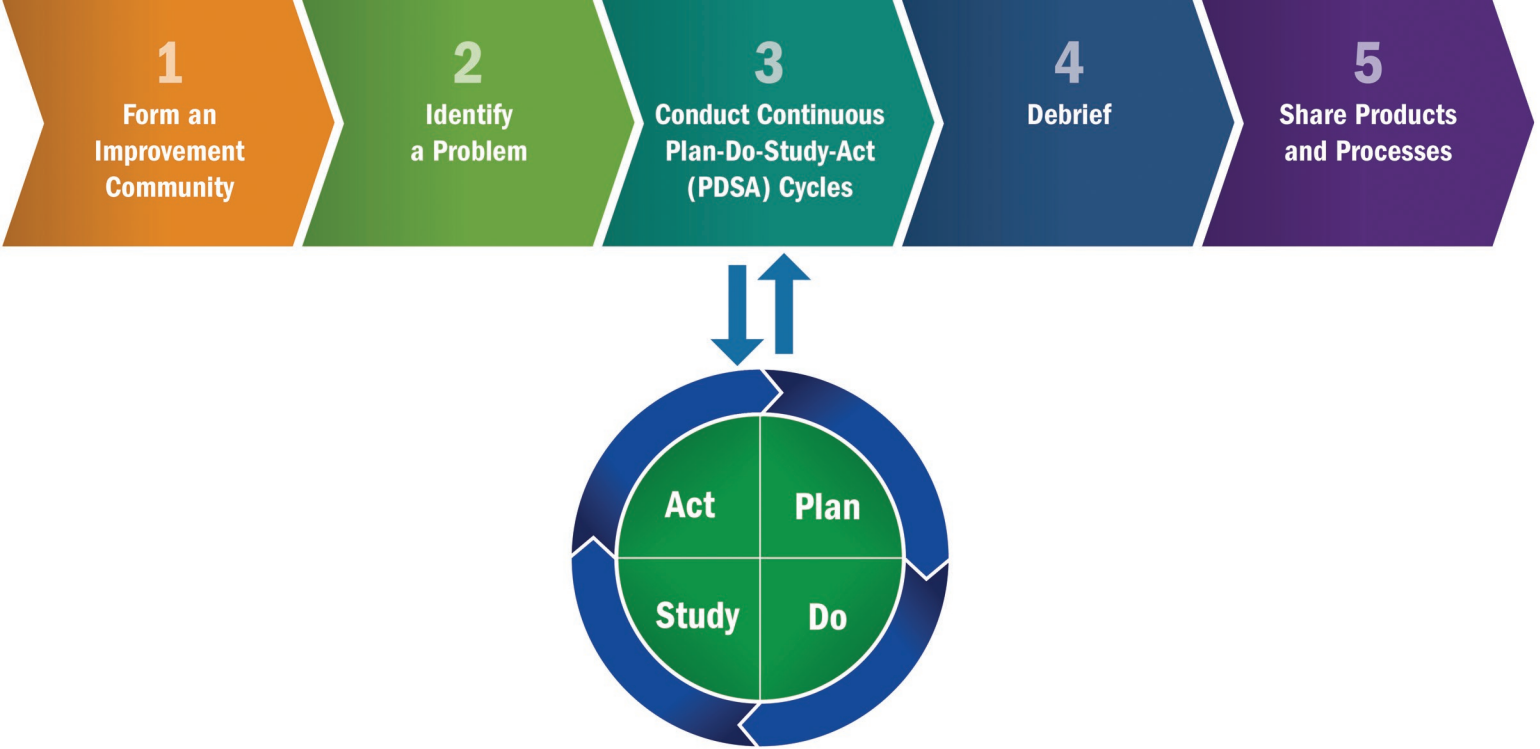 1
Form an
Improvement
Community
2
Identify
a Problem
3
Conduct Continuous
Plan-Do-Study-Act
(PDSA) Cycles
4
Debrief
5
Share Products
and Processes
Act
Plan
Study
Do